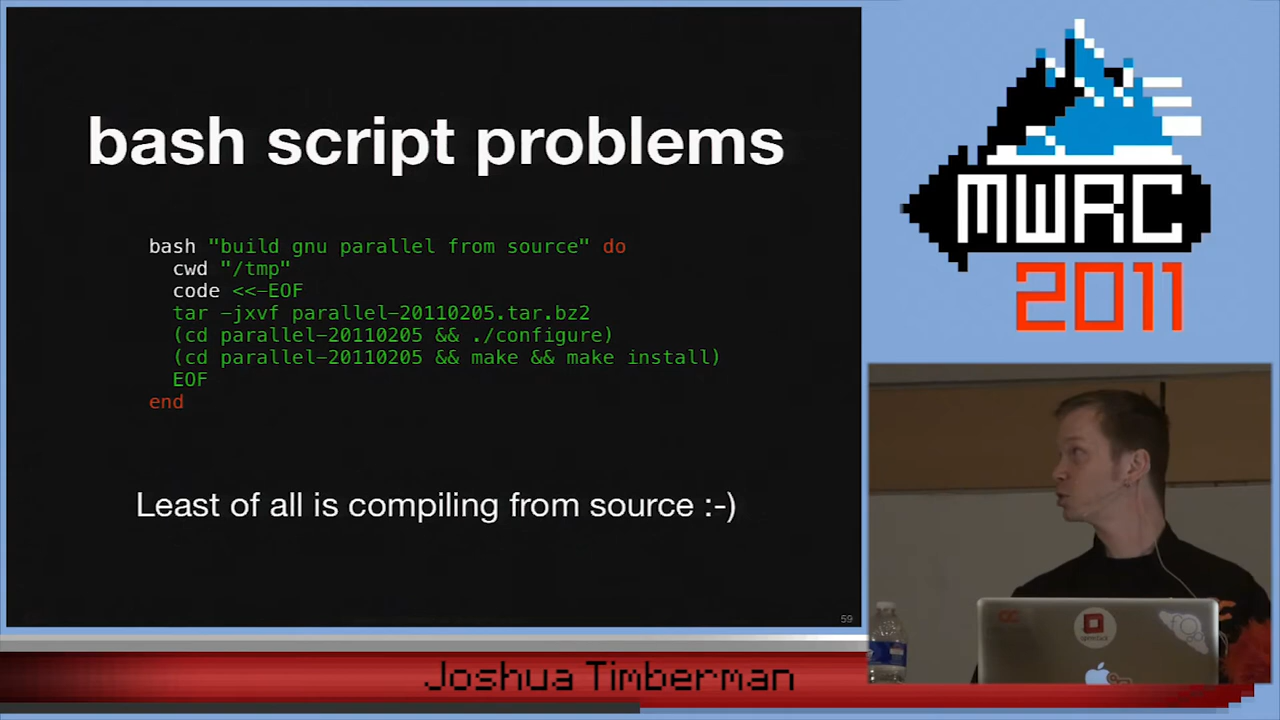 bash script problems
bash "build gnu parallel from source" do
cwd "/tmp"
code <<-EOF
tar -jxvf parallel-20110205.tar.bz2
(cd parallel-20110205 && ./configure)
(cd parallel-20110205 && make && make install)
EOF
end
Least of all is compiling from source :-)
59
MWRC
2011
openstack
Joshua Timberman